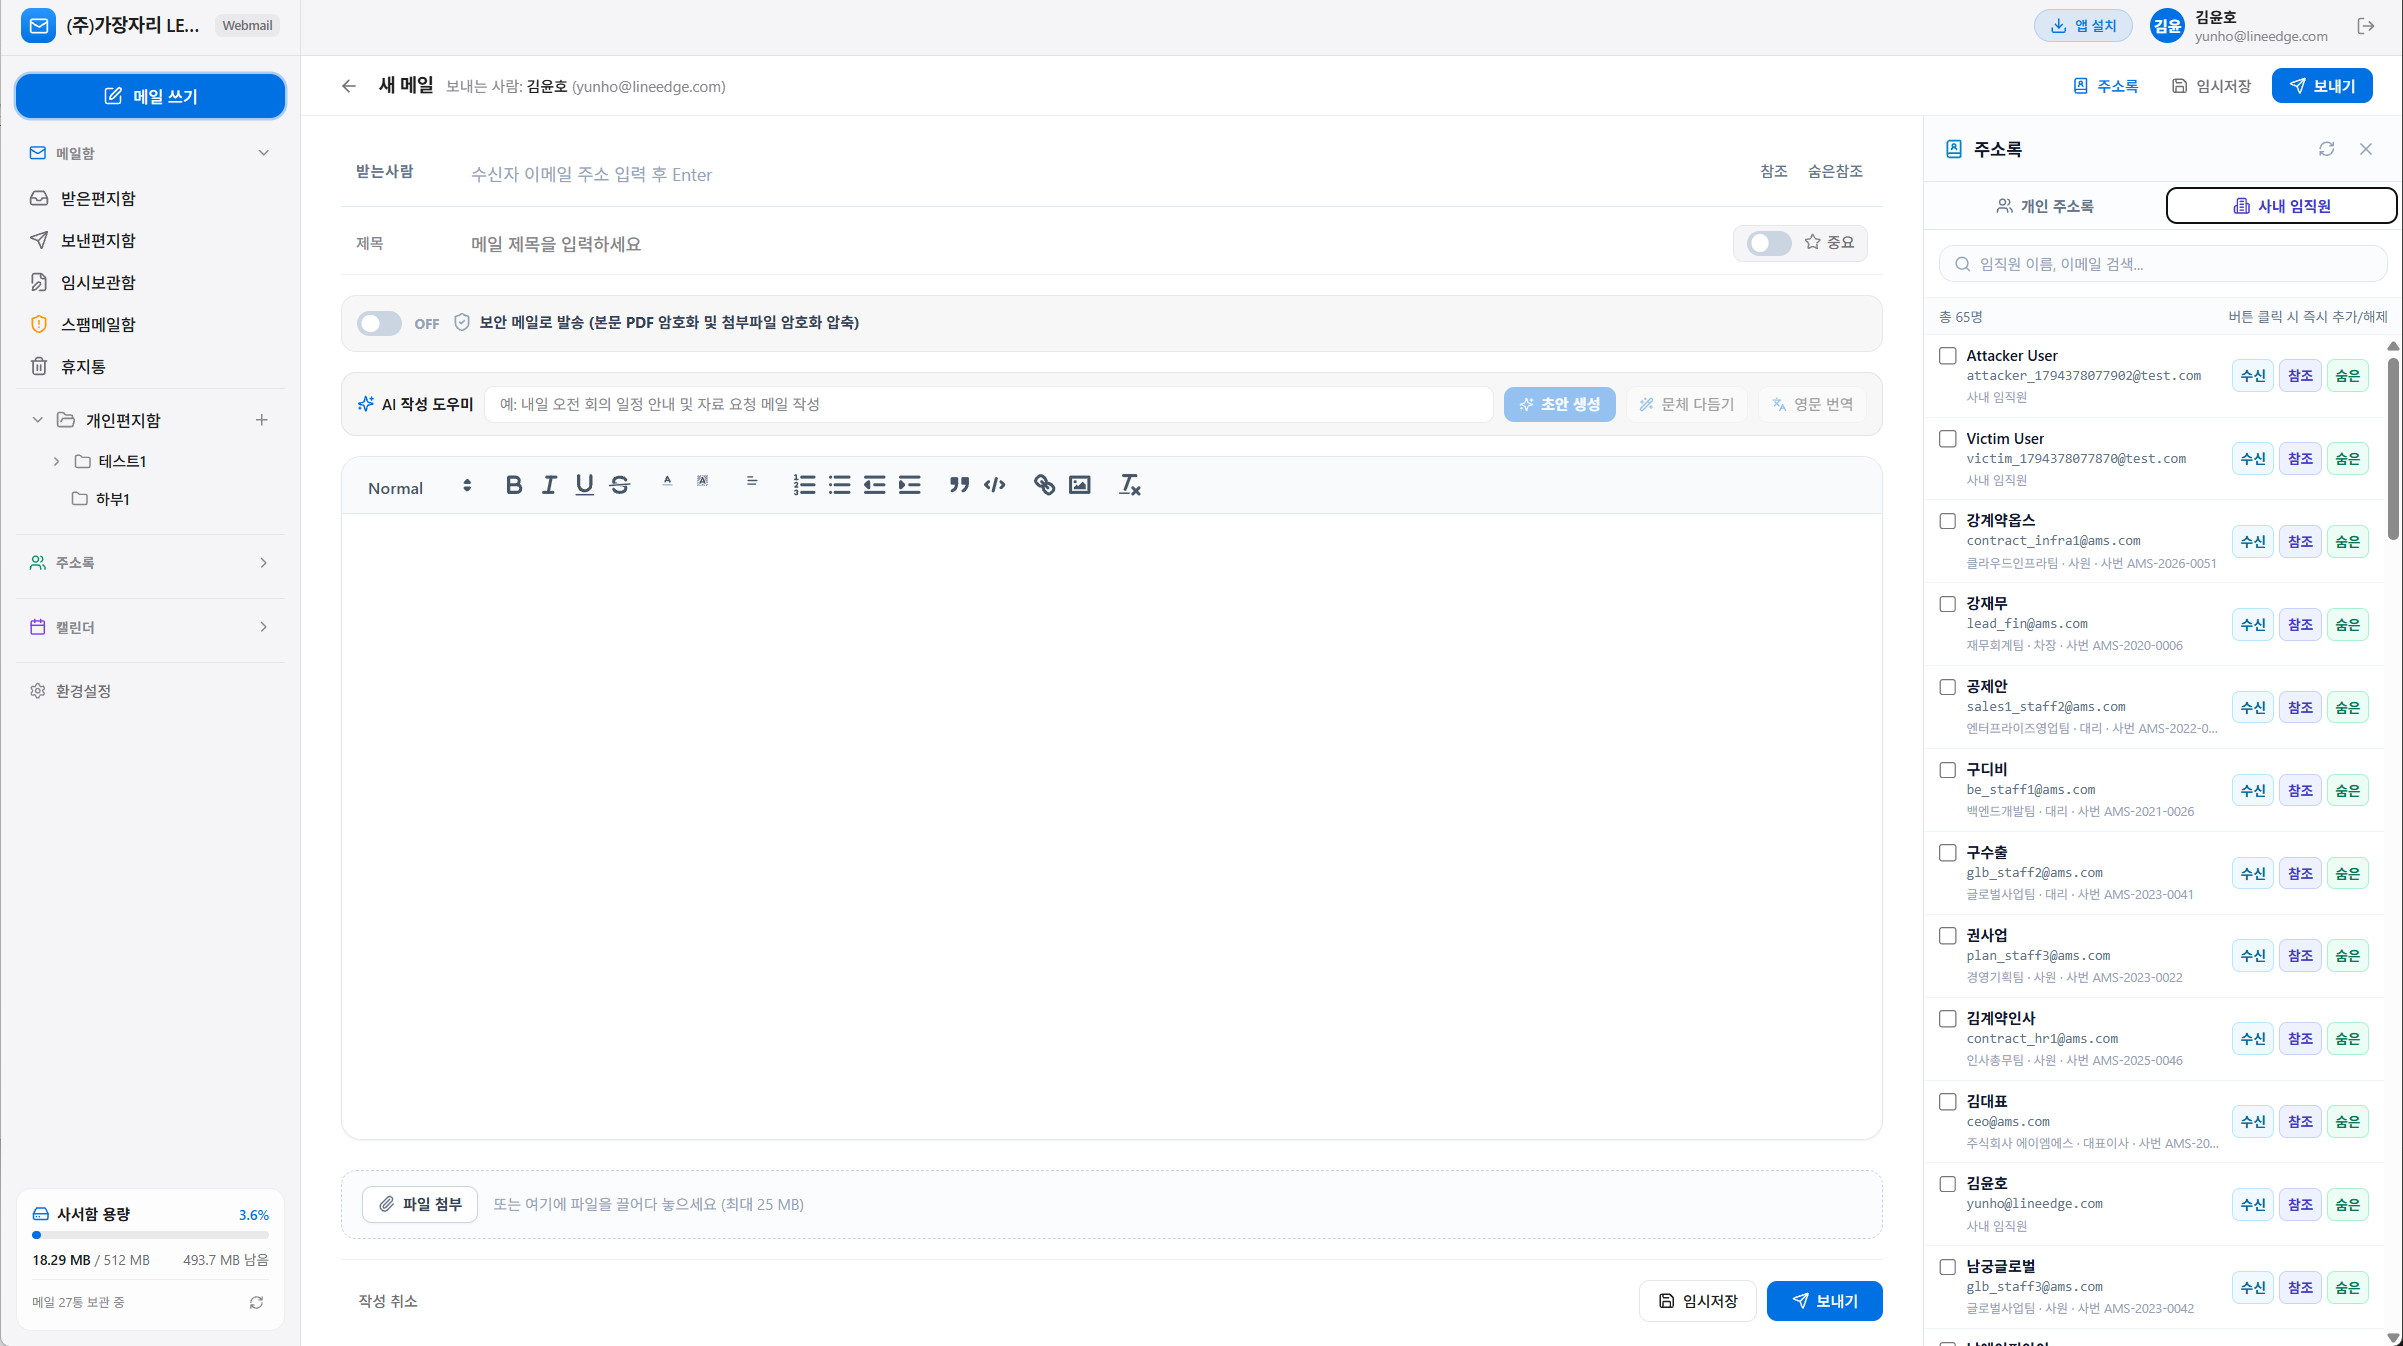 (주)가장자리 LE... Webmail
앱 설치
김윤
김윤호
yunho@lineedge.com
메일 쓰기
메일함
받은편지함
보낸편지함
임시보관함
스팸메일함
휴지통
개인편지함
테스트1
하부1
주소록
캘린더
환경설정
사서함 용량 3.6%
18.29 MB / 512 MB 493.7 MB 남음
메일 27통 보관 중
새 메일 보내는 사람: 김윤호 (yunho@lineedge.com)
주소록 임시저장 보내기
받는사람 수신자 이메일 주소 입력 후 Enter 참조 숨은참조
제목 메일 제목을 입력하세요 중요
OFF 보안 메일로 발송 (본문 PDF 암호화 및 첨부파일 암호화 압축)
AI 작성 도우미 예: 내일 오전 회의 일정 안내 및 자료 요청 메일 작성 초안 생성 문체 다듬기 영문 번역
Normal
파일 첨부 또는 여기에 파일을 끌어다 놓으세요 (최대 25 MB)
작성 취소 임시저장 보내기
주소록
개인 주소록 사내 임직원
임직원 이름, 이메일 검색...
총 65명 버튼 클릭 시 즉시 추가/해제
Attacker User
attacker_1794378077902@test.com
사내 임직원
수신 참조 숨은
Victim User
victim_1794378077870@test.com
사내 임직원
수신 참조 숨은
강계약옵스
contract_infra1@ams.com
클라우드인프라팀 · 사원 · 사번 AMS-2026-0051
수신 참조 숨은
강재무
lead_fin@ams.com
재무회계팀 · 차장 · 사번 AMS-2020-0006
수신 참조 숨은
공제안
sales1_staff2@ams.com
엔터프라이즈영업팀 · 대리 · 사번 AMS-2022-0...
수신 참조 숨은
구디비
be_staff1@ams.com
백엔드개발팀 · 대리 · 사번 AMS-2021-0026
수신 참조 숨은
구수출
glb_staff2@ams.com
글로벌사업팀 · 대리 · 사번 AMS-2023-0041
수신 참조 숨은
권사업
plan_staff3@ams.com
경영기획팀 · 사원 · 사번 AMS-2023-0022
수신 참조 숨은
김계약인사
contract_hr1@ams.com
인사총무팀 · 사원 · 사번 AMS-2025-0046
수신 참조 숨은
김대표
ceo@ams.com
주식회사 에이엠에스 · 대표이사 · 사번 AMS-20...
수신 참조 숨은
김윤호
yunho@lineedge.com
사내 임직원
수신 참조 숨은
남궁글로벌
glb_staff3@ams.com
글로벌사업팀 · 사원 · 사번 AMS-2023-0042
수신 참조 숨은